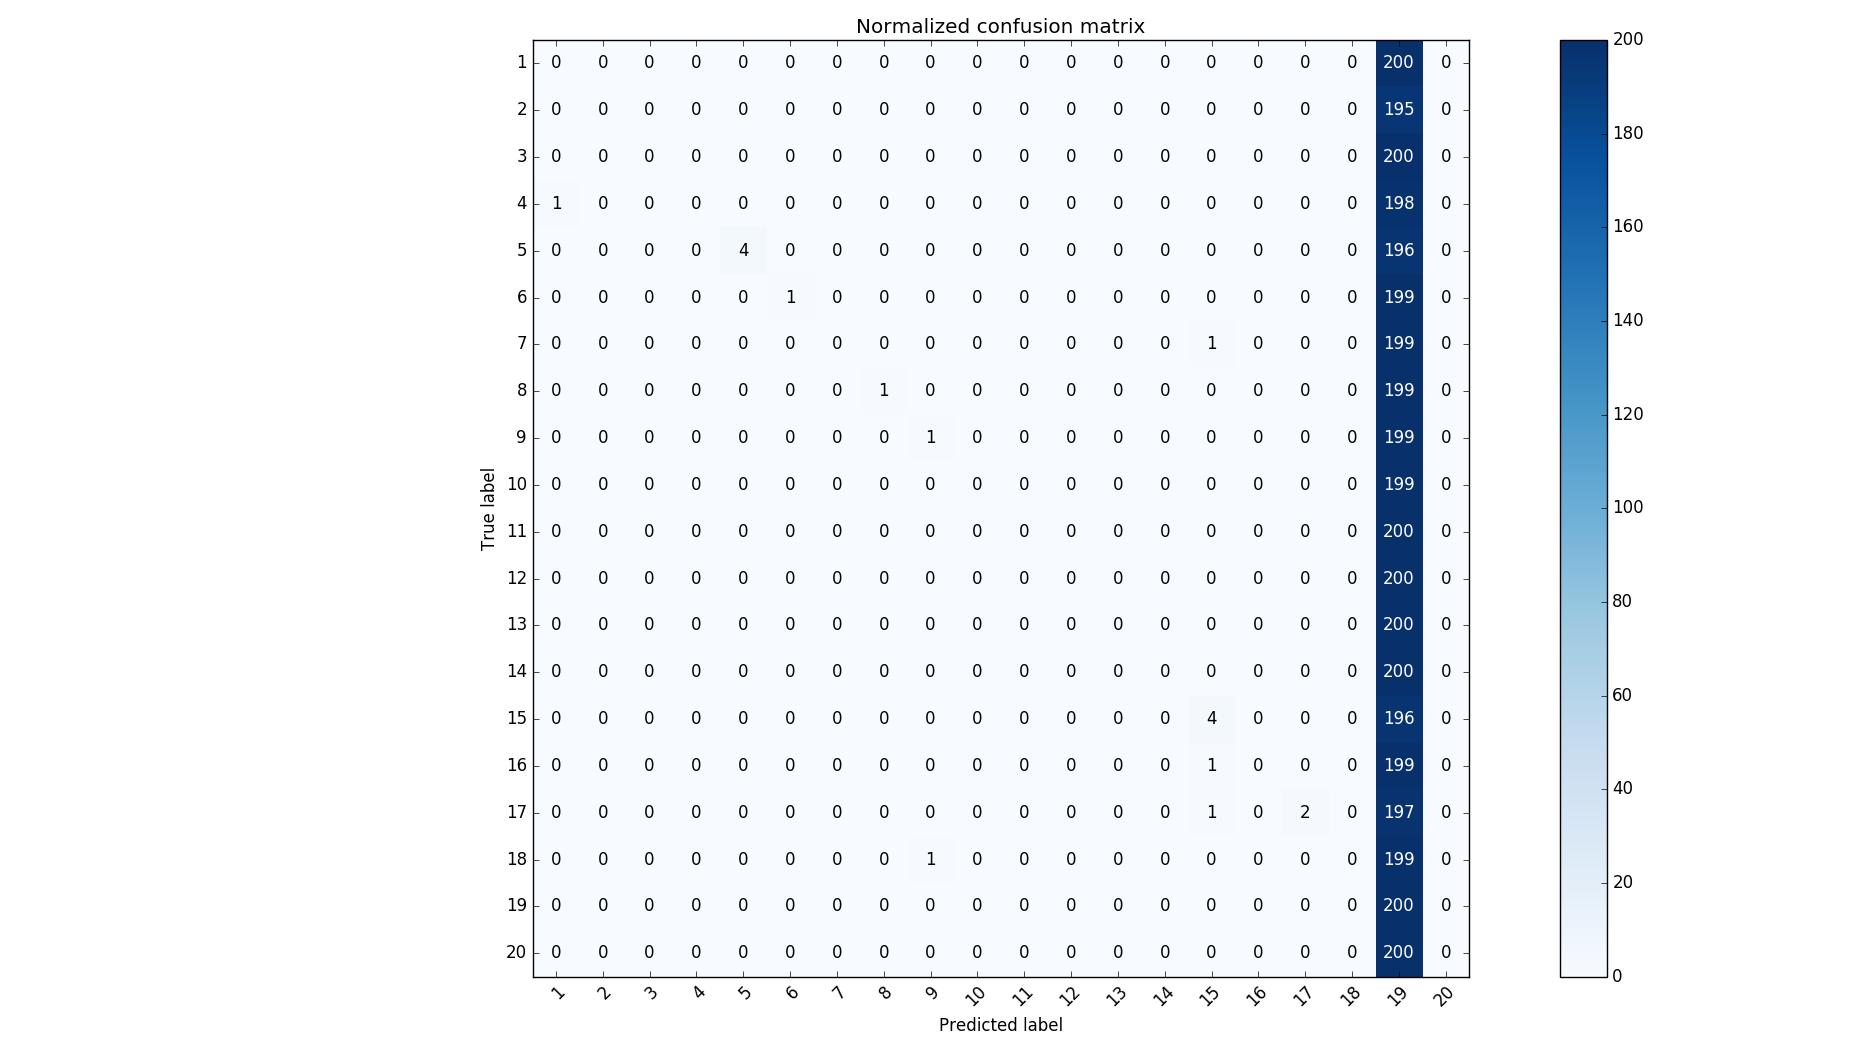 Normalized confusion matrix
1 0 0 0 0 0 0 0 0 0 0 0 0 0 0 0 0 0 0 200 0 200
2 0 0 0 0 0 0 0 0 0 0 0 0 0 0 0 0 0 0 195 0
180
3 0 0 0 0 0 0 0 0 0 0 0 0 0 0 0 0 0 0 200 0
4 1 0 0 0 0 0 0 0 0 0 0 0 0 0 0 0 0 0 198 0
160
5 0 0 0 0 4 0 0 0 0 0 0 0 0 0 0 0 0 0 196 0
6 0 0 0 0 0 1 0 0 0 0 0 0 0 0 0 0 0 0 199 0
140
7 0 0 0 0 0 0 0 0 0 0 0 0 0 0 1 0 0 0 199 0
8 0 0 0 0 0 0 0 1 0 0 0 0 0 0 0 0 0 0 199 0
120
9 0 0 0 0 0 0 0 0 1 0 0 0 0 0 0 0 0 0 199 0
10 0 0 0 0 0 0 0 0 0 0 0 0 0 0 0 0 0 0 199 0
True label
100
11 0 0 0 0 0 0 0 0 0 0 0 0 0 0 0 0 0 0 200 0
12 0 0 0 0 0 0 0 0 0 0 0 0 0 0 0 0 0 0 200 0
80
13 0 0 0 0 0 0 0 0 0 0 0 0 0 0 0 0 0 0 200 0
14 0 0 0 0 0 0 0 0 0 0 0 0 0 0 0 0 0 0 200 0
60
15 0 0 0 0 0 0 0 0 0 0 0 0 0 0 4 0 0 0 196 0
16 0 0 0 0 0 0 0 0 0 0 0 0 0 0 1 0 0 0 199 0
40
17 0 0 0 0 0 0 0 0 0 0 0 0 0 0 1 0 2 0 197 0
18 0 0 0 0 0 0 0 0 1 0 0 0 0 0 0 0 0 0 199 0
20
19 0 0 0 0 0 0 0 0 0 0 0 0 0 0 0 0 0 0 200 0
20 0 0 0 0 0 0 0 0 0 0 0 0 0 0 0 0 0 0 200 0
0
1 2 3 4 5 6 7 8 9 10 11 12 13 14 15 16 17 18 19 20
Predicted label